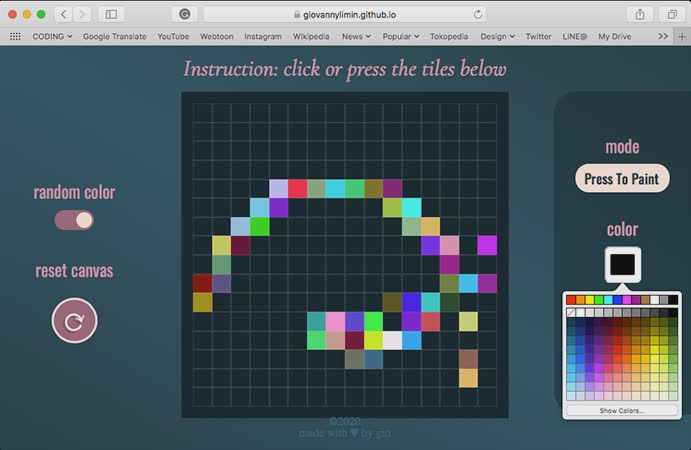 giovannylimin.github.io
CODING Google Translate YouTube Webtoon Instagram Wikipedia News Popular Tokopedia Design Twitter LINE@ My Drive
Instruction: click or press the tiles below
random color
reset canvas
mode
Press To Paint
color
Show Colors...
©2020
made with ♥ by gio